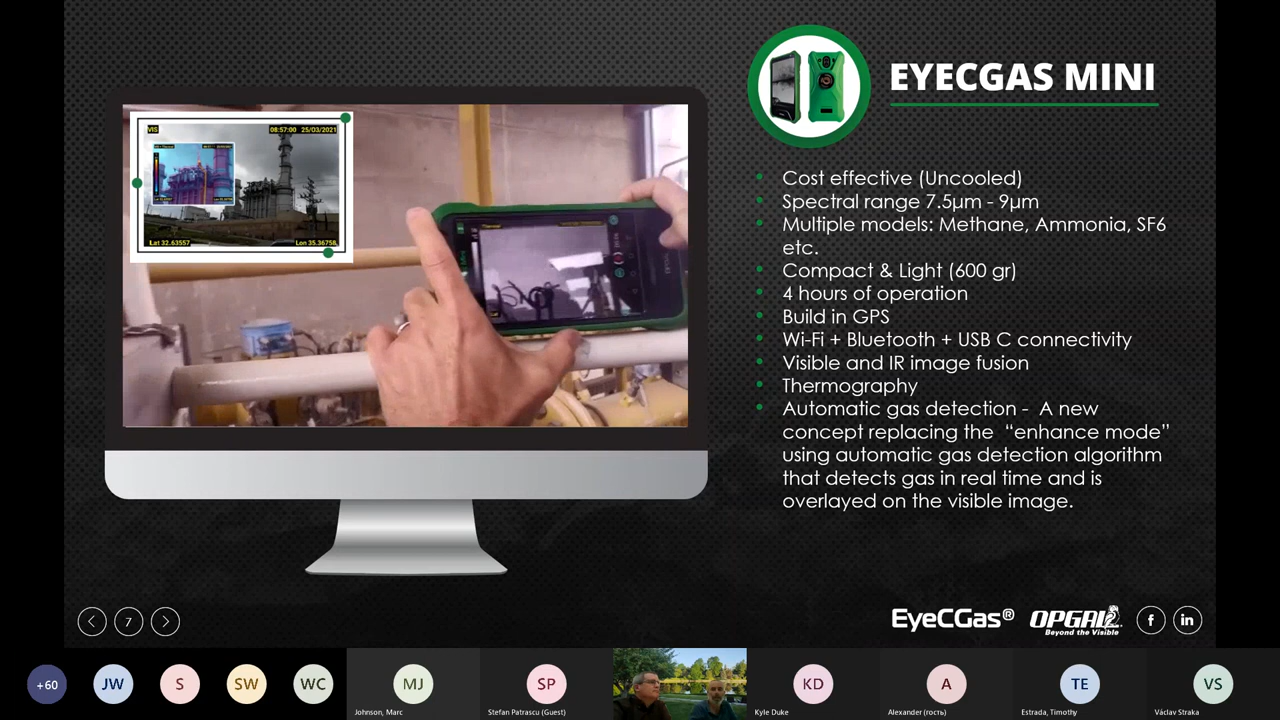 EYECGAS MINI
VIS
08:57:00 25/03/2021
Lat 32.63557
Lon 35.36758
Cost effective (Uncooled)
Spectral range 7.5µm - 9µm
Multiple models: Methane, Ammonia, SF6
etc.
Compact & Light (600 gr)
4 hours of operation
Build in GPS
Wi-Fi + Bluetooth + USB C connectivity
Visible and IR image fusion
Thermography
Automatic gas detection - A new
concept replacing the “enhance mode”
using automatic gas detection algorithm
that detects gas in real time and is
overlayed on the visible image.
7
EyeCGas®
OPGAL
Beyond the Visible
f
in
+60
JW
S
SW
WC
MJ
Johnson, Marc
SP
Stefan Patrascu (Guest)
KD
Kyle Duke
A
Alexander (гость)
TE
Estrada, Timothy
VS
Václav Straka